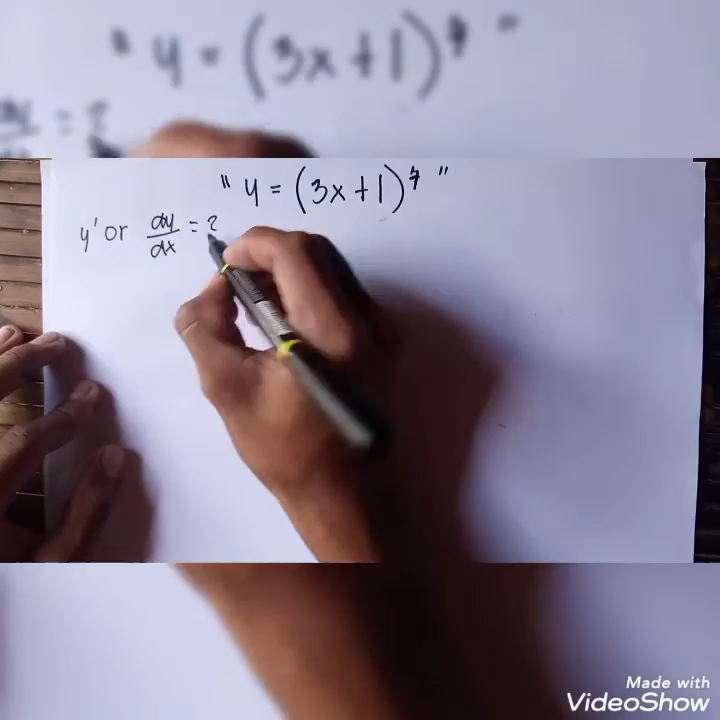 " y = (3x+1)⁷ "
y' or dy/dx = ?
Made with
VideoShow